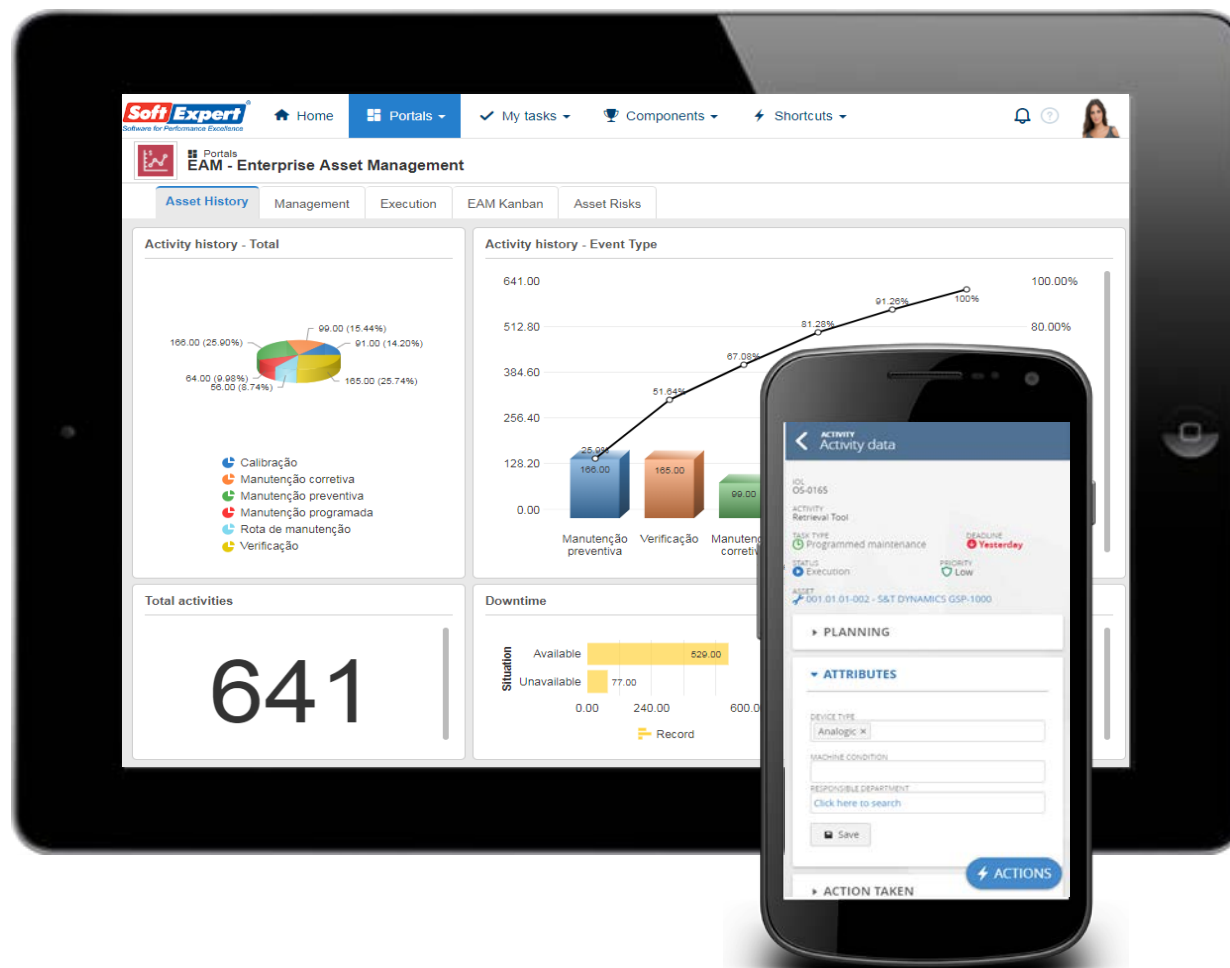 Soft Expert
Software for Performance Excellence
Home
Portals
My tasks
Components
Shortcuts
Portals
EAM - Enterprise Asset Management
Asset History
Management
Execution
EAM Kanban
Asset Risks
Activity history - Total
99.00 (15.44%)
166.00 (25.90%)
91.00 (14.20%)
64.00 (9.98%)
56.00 (8.74%)
165.00 (25.74%)
Calibração
Manutenção corretiva
Manutenção preventiva
Manutenção programada
Rota de manutenção
Verificação
Activity history - Event Type
641.00
512.80
384.60
256.40
128.20
0.00
100.00%
80.00%
25.9%
51.64%
67.08%
81.28%
91.26%
100%
166.00
165.00
99.00
Manutenção
preventiva
Verificação
Total activities
641
Downtime
Situation
Available
529.00
Unavailable
77.00
0.00
240.00
Record
ACTIVITY
Activity data
OS-0165
ACTIVITY
Retrieval Tool
TASK TYPE
Programmed maintenance
DEADLINE
Yesterday
STATUS
Execution
PRIORITY
Low
ASSET
001.01.01-002 - S&T DYNAMICS GSP-1000
PLANNING
ATTRIBUTES
DEVICE TYPE
Analogic ×
MACHINE CONDITION
RESPONSIBLE DEPARTMENT
Click here to search
Save
ACTIONS
ACTION TAKEN